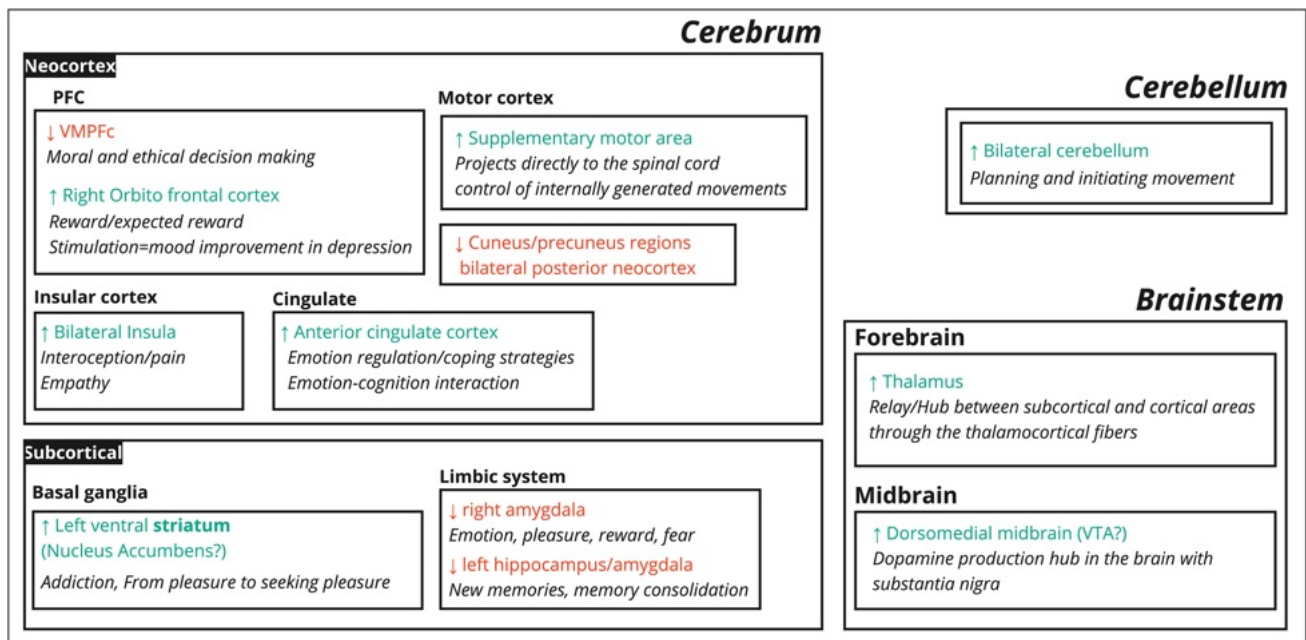 Cerebrum
Neocortex
PFC
↓ VMPFc
Moral and ethical decision making
↑ Right Orbito frontal cortex
Reward/expected reward
Stimulation=mood improvement in depression
Motor cortex
↑ Supplementary motor area
Projects directly to the spinal cord
control of internally generated movements
↓ Cuneus/precuneus regions
bilateral posterior neocortex
Insular cortex
↑ Bilateral Insula
Interoception/pain
Empathy
Cingulate
↑ Anterior cingulate cortex
Emotion regulation/coping strategies
Emotion-cognition interaction
Subcortical
Basal ganglia
↑ Left ventral striatum
(Nucleus Accumbens?)
Addiction, From pleasure to seeking pleasure
Limbic system
↓ right amygdala
Emotion, pleasure, reward, fear
↓ left hippocampus/amygdala
New memories, memory consolidation
Cerebellum
↑ Bilateral cerebellum
Planning and initiating movement
Brainstem
Forebrain
↑ Thalamus
Relay/Hub between subcortical and cortical areas
through the thalamocortical fibers
Midbrain
↑ Dorsomedial midbrain (VTA?)
Dopamine production hub in the brain with
substantia nigra